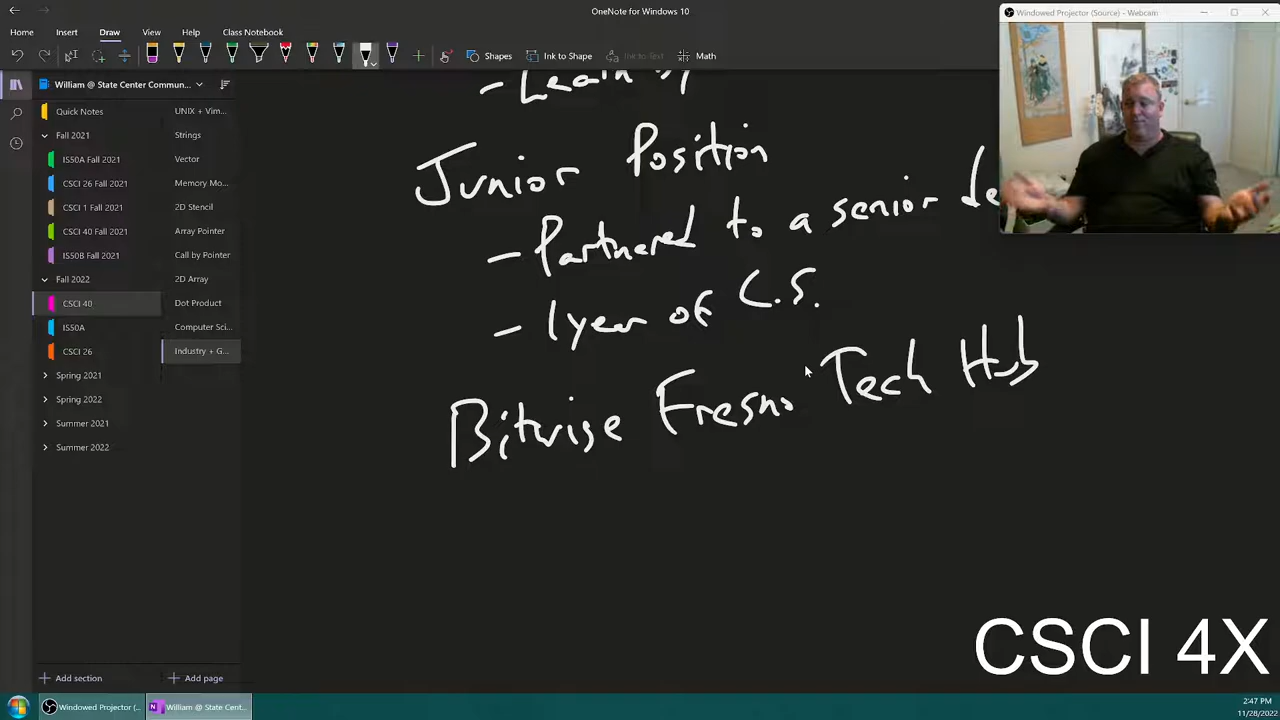 OneNote for Windows 10
Windowed Projector (Source) - Webcam
Home
Insert
Draw
View
Class Notebook
Shapes
Ink to Shape
Ink to Text
Math
William @ State Center Commun...
Quick Notes
Fall 2021
IS50A Fall 2021
CSCI 26 Fall 2021
CSCI 1 Fall 2021
CSCI 40 Fall 2021
IS50B Fall 2021
Fall 2022
CSCI 40
IS50A
CSCI 26
Spring 2021
Spring 2022
Summer 2021
Summer 2022
UNIX + Vim...
Strings
Vector
Memory Mo...
2D Stencil
Array Pointer
Call by Pointer
2D Array
Dot Product
Computer Sci...
Industry + G...
Add section
Add page
- Learn
Junior Position
- Partnered to a senior de
- 1 year of C.S.
Bitwise Fresno Tech Hub
CSCI 4X
Windowed Projector (...
William @ State Cent...
2:47 PM
11/28/2022